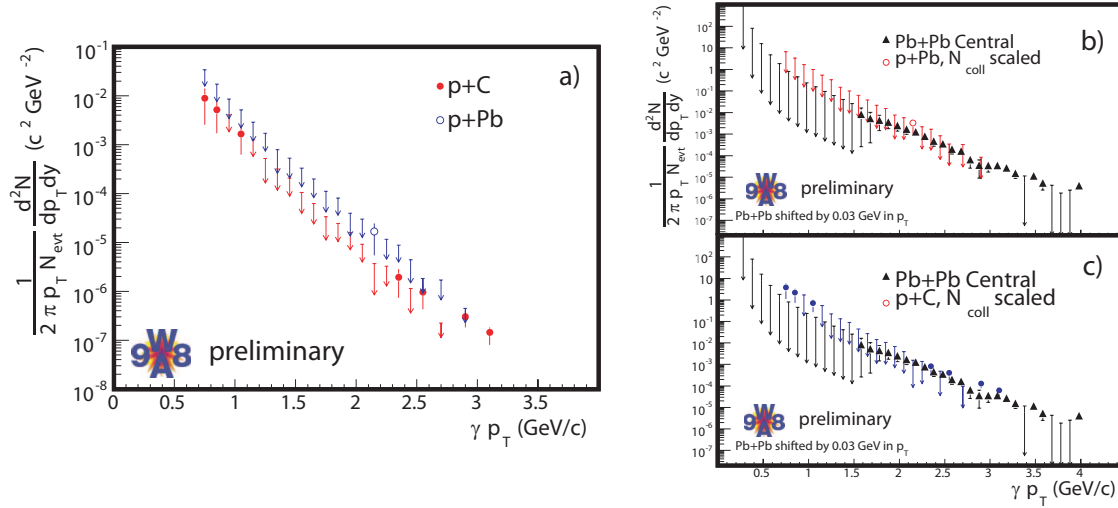 a)
p+C
p+Pb
1
2 π p_T N_evt
d²N
dp_T dy
(c² GeV⁻²)
10⁻¹
10⁻²
10⁻³
10⁻⁴
10⁻⁵
10⁻⁶
10⁻⁷
10⁻⁸
WA98
preliminary
0 0.5 1 1.5 2 2.5 3 3.5
γ p_T (GeV/c)
b)
Pb+Pb Central
p+Pb, N_coll scaled
1
2 π p_T N_evt
d²N
dp_T dy
(c² GeV⁻²)
10²
10
1
10⁻¹
10⁻²
10⁻³
10⁻⁴
10⁻⁵
10⁻⁶
10⁻⁷
WA98
preliminary
Pb+Pb shifted by 0.03 GeV in p_T
c)
Pb+Pb Central
p+C, N_coll scaled
10²
10
1
10⁻¹
10⁻²
10⁻³
10⁻⁴
10⁻⁵
10⁻⁶
10⁻⁷
WA98
preliminary
Pb+Pb shifted by 0.03 GeV in p_T
0.5 1 1.5 2 2.5 3 3.5 4
γ p_T (GeV/c)